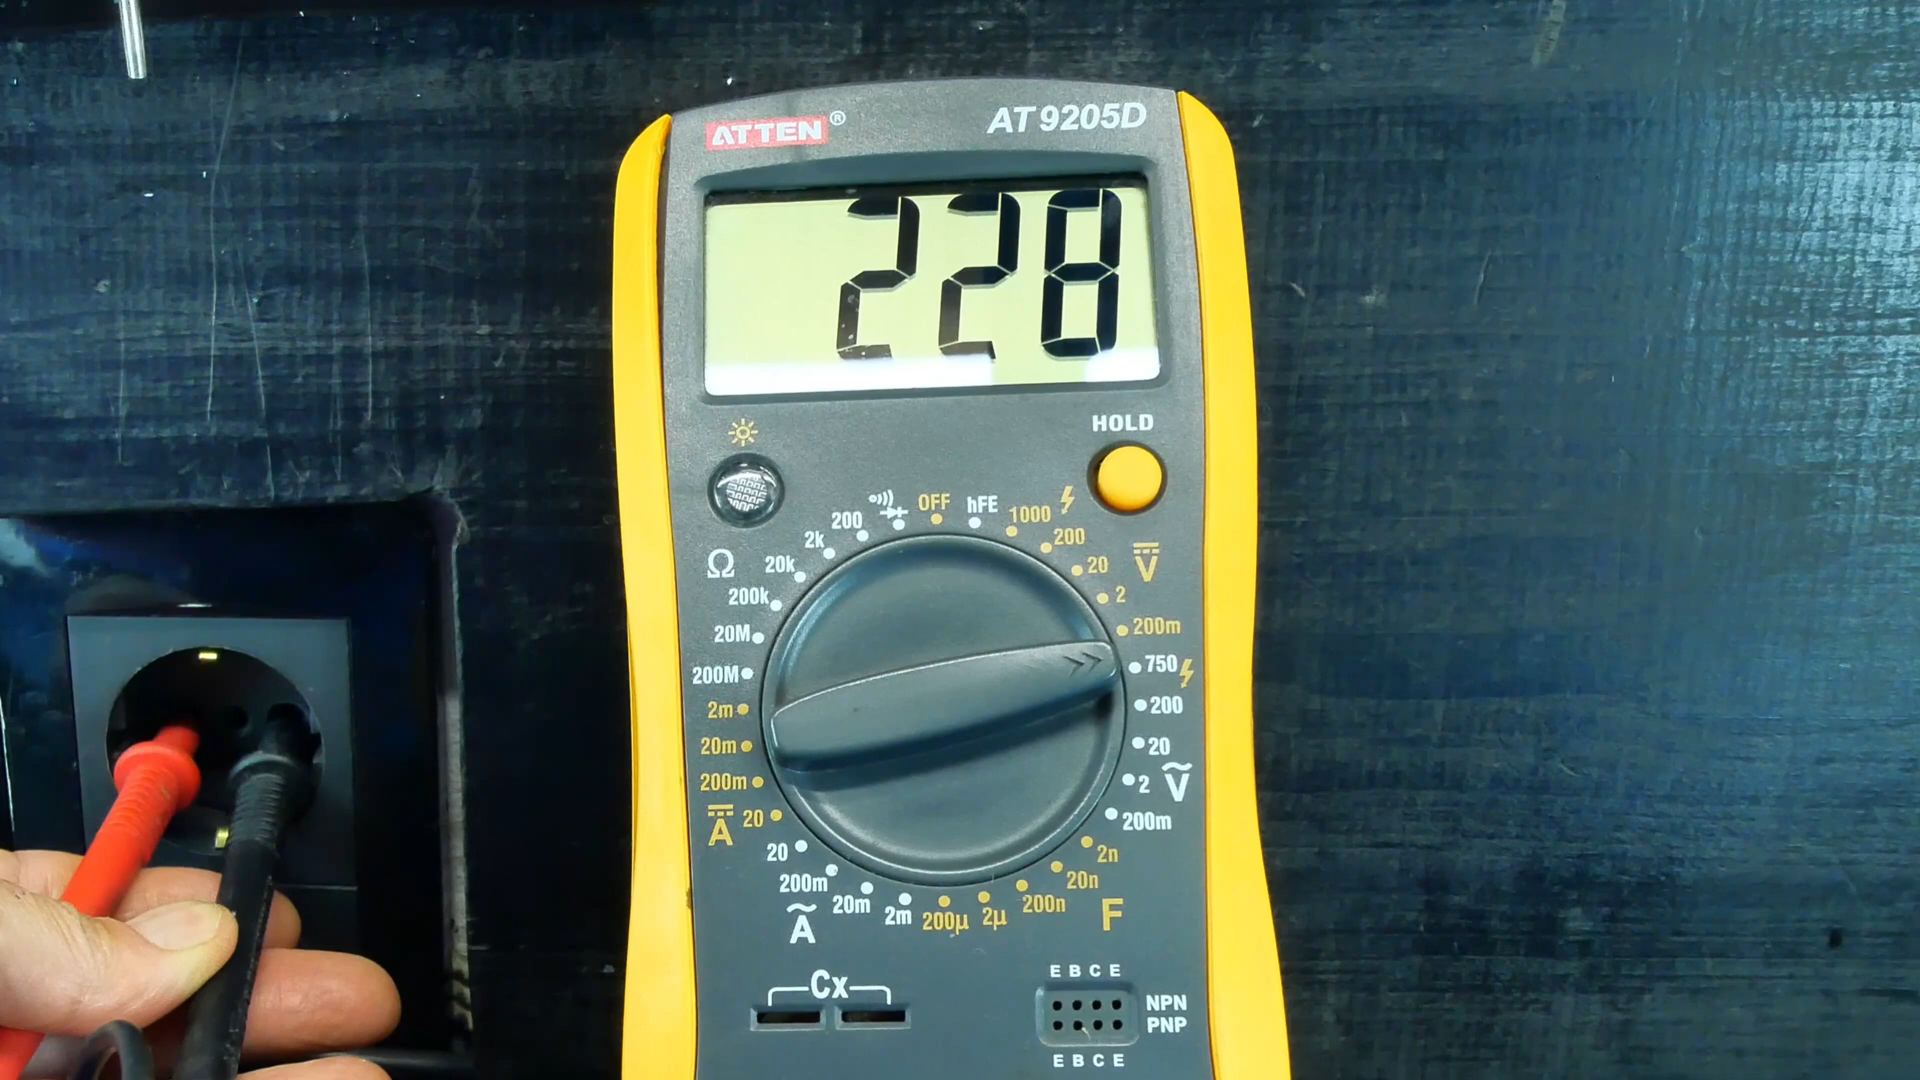 ATTEN® AT9205D
228
HOLD
OFF hFE
200 1000
2k 200
Ω 20k 20 V
200k 2
20M 200m
200M 750
2m 200
20m 20
200m 2 V
A 20 200m
20 2n
200m 20n
A 20m 2m 200µ 2µ 200n F
Cx
E B C E
NPN
PNP
E B C E